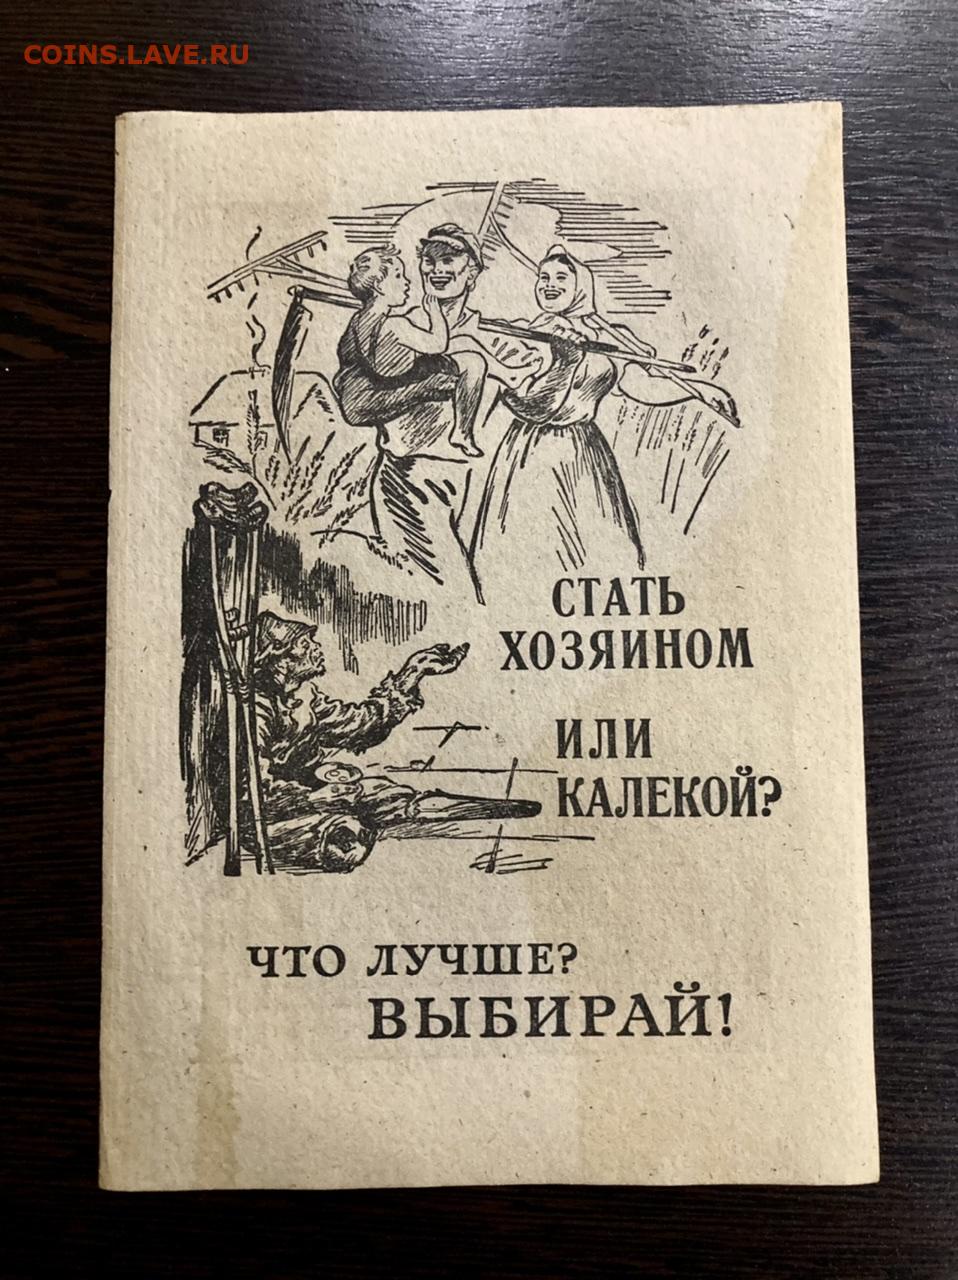 COINS.LAVE.RU
СТАТЬ
ХОЗЯИНОМ
ИЛИ
КАЛЕКОЙ?
ЧТО ЛУЧШЕ?
ВЫБИРАЙ!